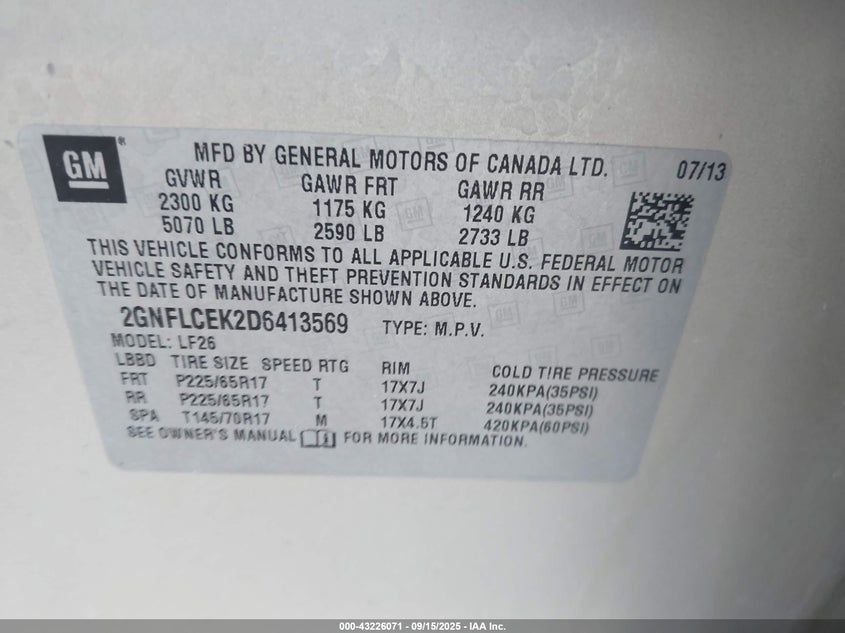 GM
MFD BY GENERAL MOTORS OF CANADA LTD. 07/13
GVWR GAWR FRT GAWR RR
2300 KG 1175 KG 1240 KG
5070 LB 2590 LB 2733 LB
THIS VEHICLE CONFORMS TO ALL APPLICABLE U.S. FEDERAL MOTOR
VEHICLE SAFETY AND THEFT PREVENTION STANDARDS IN EFFECT ON
THE DATE OF MANUFACTURE SHOWN ABOVE.
2GNFLCEK2D6413569 TYPE: M.P.V.
MODEL: LF26
LBBD TIRE SIZE SPEED RTG RIM COLD TIRE PRESSURE
FRT P225/65R17 T 17X7J 240KPA(35PSI)
RR P225/65R17 T 17X7J 240KPA(35PSI)
SPA T145/70R17 M 17X4.5T 420KPA(60PSI)
SEE OWNER'S MANUAL FOR MORE INFORMATION.
000-43226071 - 09/15/2025 - IAA Inc.